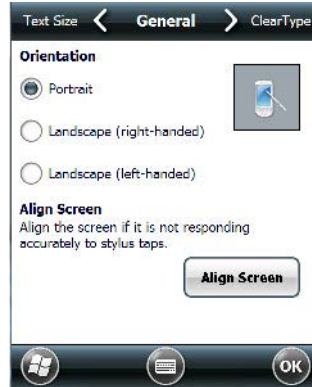 Text Size General ClearType
Orientation
Portrait
Landscape (right-handed)
Landscape (left-handed)
Align Screen
Align the screen if it is not responding
accurately to stylus taps.
Align Screen
OK